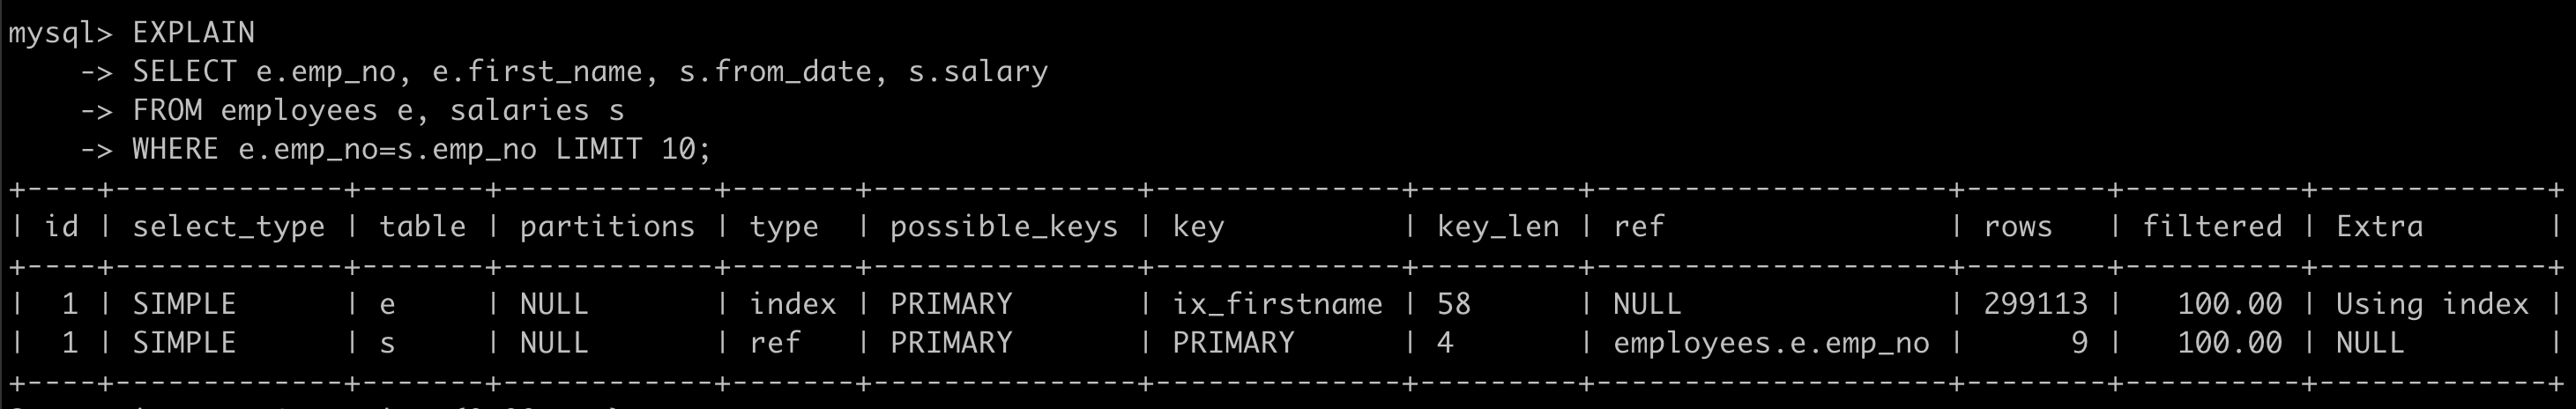 mysql> EXPLAIN
    -> SELECT e.emp_no, e.first_name, s.from_date, s.salary
    -> FROM employees e, salaries s
    -> WHERE e.emp_no=s.emp_no LIMIT 10;
+----+-------------+-------+------------+-------+---------------+--------------+---------+--------------------+--------+----------+-------------+
| id | select_type | table | partitions | type  | possible_keys | key          | key_len | ref                | rows   | filtered | Extra       |
+----+-------------+-------+------------+-------+---------------+--------------+---------+--------------------+--------+----------+-------------+
|  1 | SIMPLE      | e     | NULL       | index | PRIMARY       | ix_firstname | 58      | NULL               | 299113 |   100.00 | Using index |
|  1 | SIMPLE      | s     | NULL       | ref   | PRIMARY       | PRIMARY      | 4       | employees.e.emp_no |      9 |   100.00 | NULL        |
+----+-------------+-------+------------+-------+---------------+--------------+---------+--------------------+--------+----------+-------------+